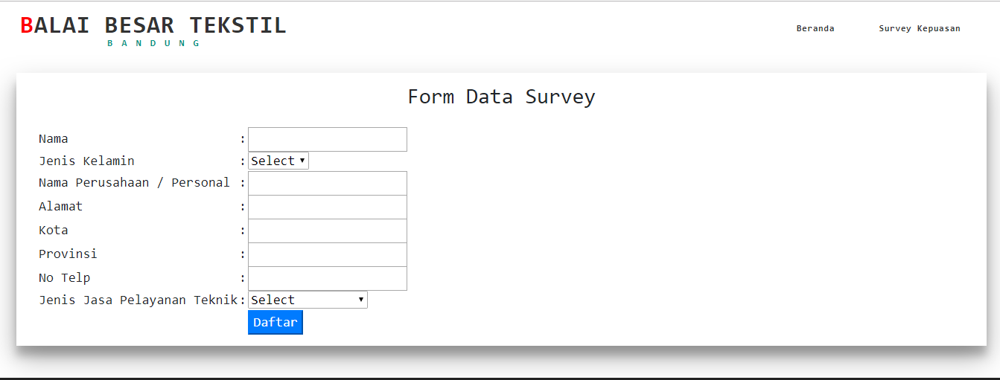 BALAI BESAR TEKSTIL
BANDUNG
Beranda Survey Kepuasan
Form Data Survey
Nama :
Jenis Kelamin : Select
Nama Perusahaan / Personal :
Alamat :
Kota :
Provinsi :
No Telp :
Jenis Jasa Pelayanan Teknik: Select
Daftar